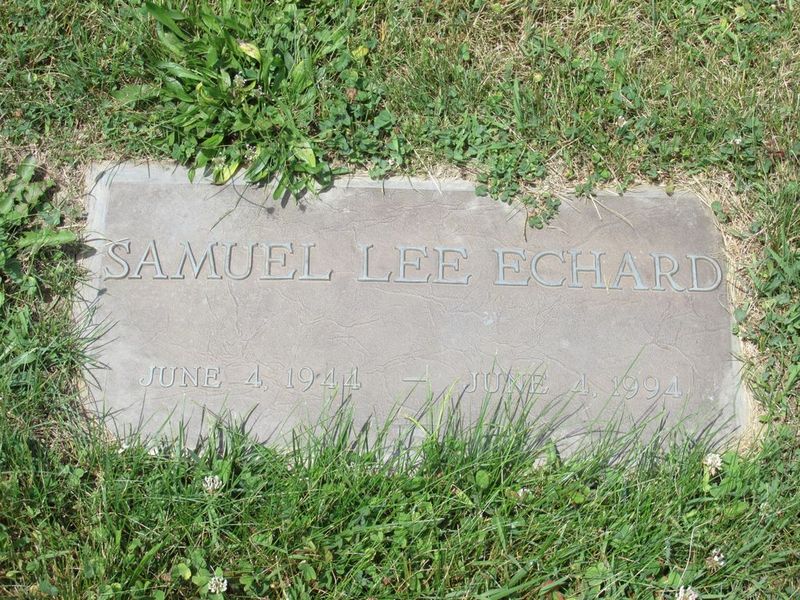 SAMUEL LEE ECHARD
JUNE 4, 1944 — JUNE 4, 1994